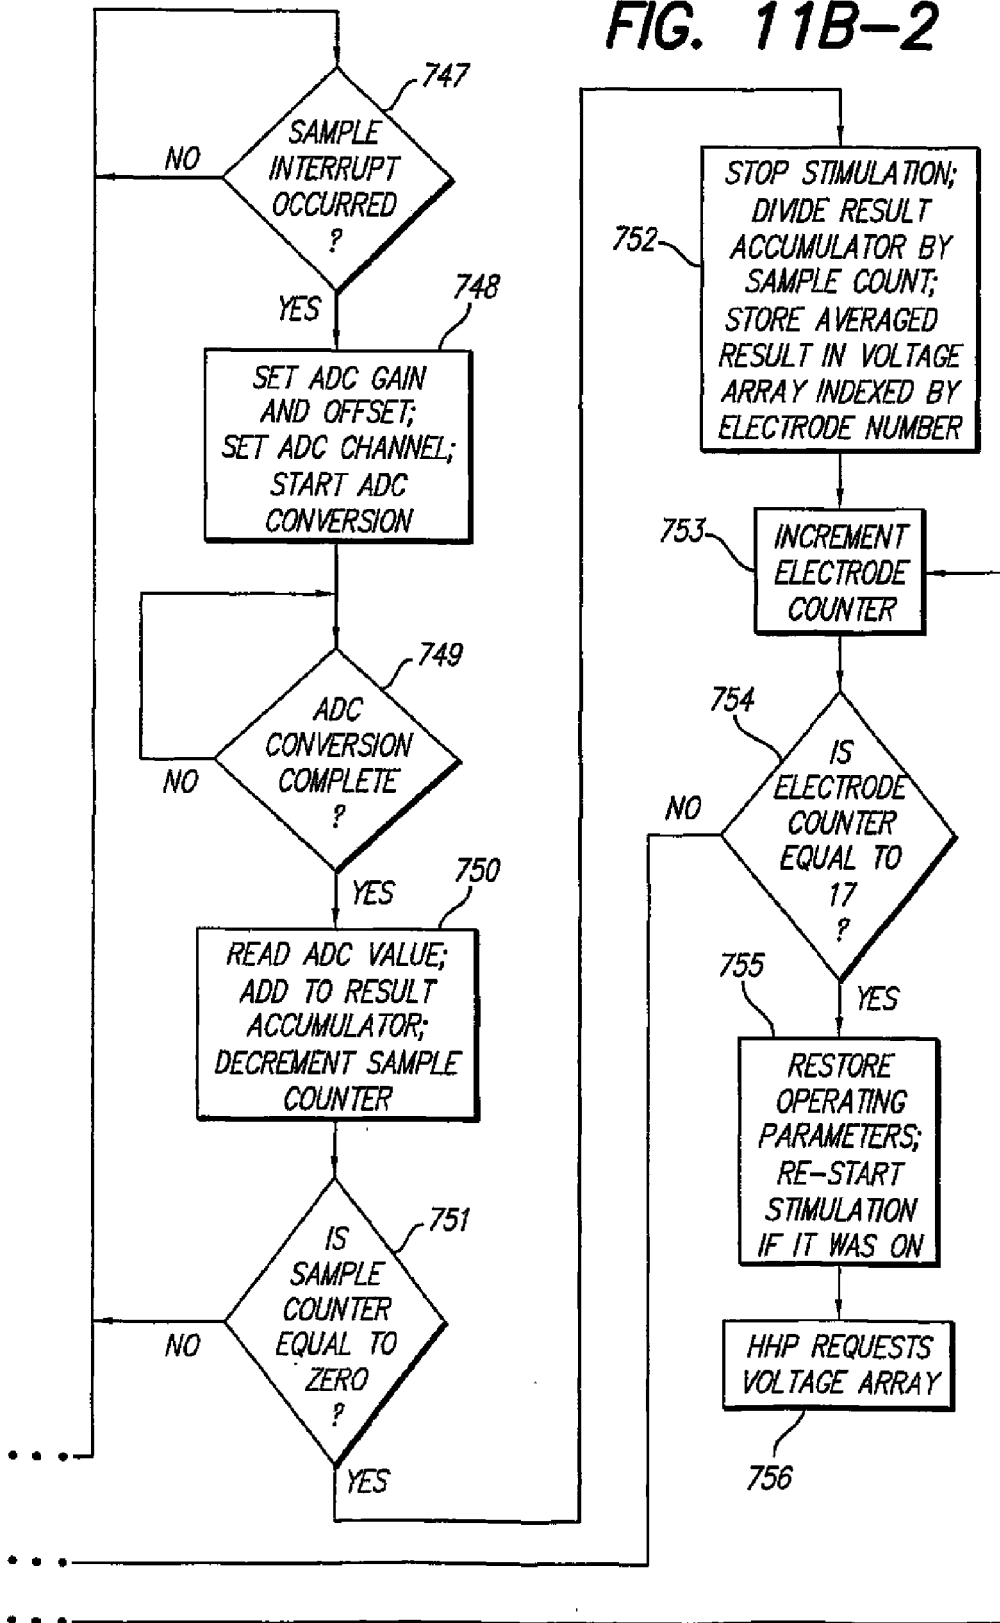 FIG. 11B-2
747
SAMPLE
INTERRUPT
OCCURRED
?
NO
YES
748
SET ADC GAIN
AND OFFSET;
SET ADC CHANNEL;
START ADC
CONVERSION
749
ADC
CONVERSION
COMPLETE
?
NO
YES
750
READ ADC VALUE;
ADD TO RESULT
ACCUMULATOR;
DECREMENT SAMPLE
COUNTER
751
IS
SAMPLE
COUNTER
EQUAL TO
ZERO
?
NO
YES
752
STOP STIMULATION;
DIVIDE RESULT
ACCUMULATOR BY
SAMPLE COUNT;
STORE AVERAGED
RESULT IN VOLTAGE
ARRAY INDEXED BY
ELECTRODE NUMBER
753
INCREMENT
ELECTRODE
COUNTER
754
IS
ELECTRODE
COUNTER
EQUAL TO
17
?
NO
YES
755
RESTORE
OPERATING
PARAMETERS;
RE-START
STIMULATION
IF IT WAS ON
HHP REQUESTS
VOLTAGE ARRAY
756